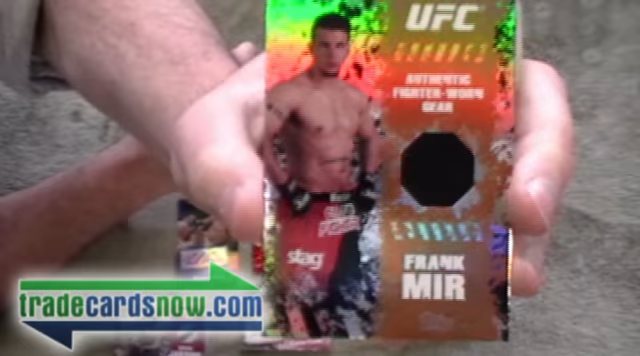 UFC
AUTHENTIC
FIGHTER-WORN
GEAR
stag
FRANK
MIR
tradecardsnow.com